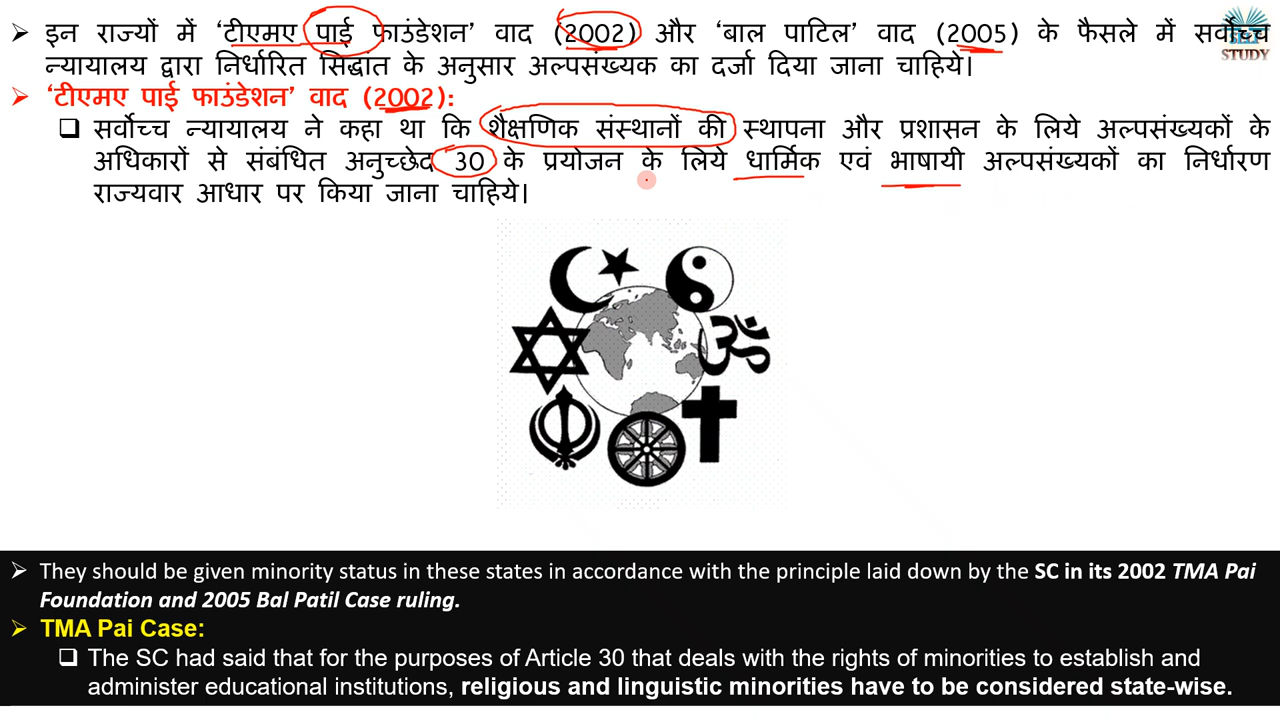 ➢ इन राज्यों में ‘टीएमए पाई फाउंडेशन’ वाद (2002) और ‘बाल पाटिल’ वाद (2005) के फैसले में सर्वोच्च
न्यायालय द्वारा निर्धारित सिद्धांत के अनुसार अल्पसंख्यक का दर्जा दिया जाना चाहिये।
➢ ‘टीएमए पाई फाउंडेशन’ वाद (2002):
❑ सर्वोच्च न्यायालय ने कहा था कि शैक्षणिक संस्थानों की स्थापना और प्रशासन के लिये अल्पसंख्यकों के
अधिकारों से संबंधित अनुच्छेद 30 के प्रयोजन के लिये धार्मिक एवं भाषायी अल्पसंख्यकों का निर्धारण
राज्यवार आधार पर किया जाना चाहिये।
SELF
STUDY
ॐ
➢ They should be given minority status in these states in accordance with the principle laid down by the SC in its 2002 TMA Pai
Foundation and 2005 Bal Patil Case ruling.
➢ TMA Pai Case:
❑ The SC had said that for the purposes of Article 30 that deals with the rights of minorities to establish and
administer educational institutions, religious and linguistic minorities have to be considered state-wise.